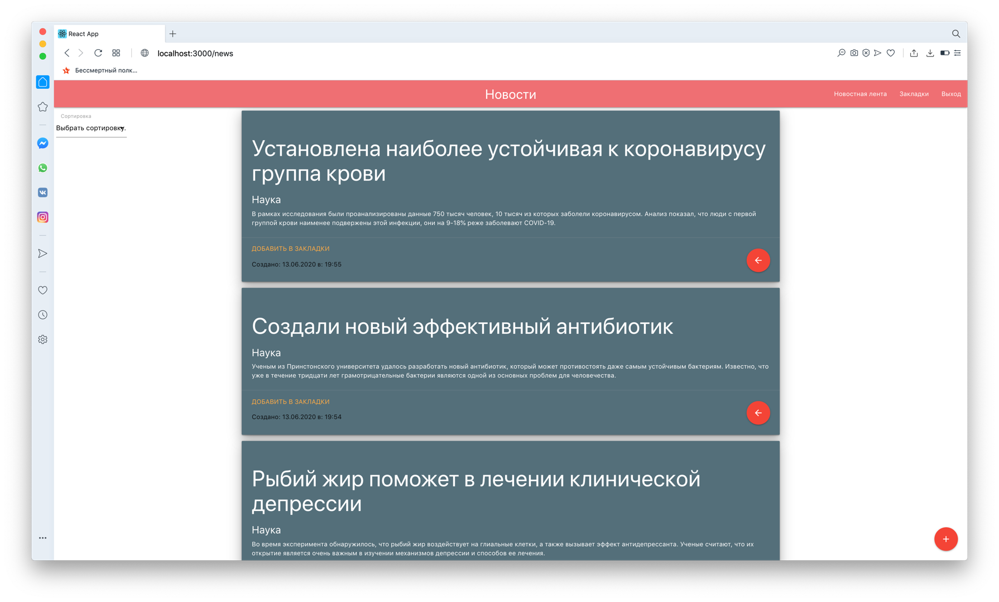 React App
localhost:3000/news
Бессмертный полк...
Новости
Новостная лента
Закладки
Выход
Сортировка
Выбрать сортировку.
Установлена наиболее устойчивая к коронавирусу
группа крови
Наука
В рамках исследования были проанализированы данные 750 тысяч человек, 10 тысяч из которых заболели коронавирусом. Анализ показал, что люди с первой
группой крови наименее подвержены этой инфекции, они на 9-18% реже заболевают COVID-19.
ДОБАВИТЬ В ЗАКЛАДКИ
Создано: 13.06.2020 в: 19:55
Создали новый эффективный антибиотик
Наука
Ученым из Принстонского университета удалось разработать новый антибиотик, который может противостоять даже самым устойчивым бактериям. Известно, что
уже в течение тридцати лет грамотрицательные бактерии являются одной из основных проблем для человечества.
ДОБАВИТЬ В ЗАКЛАДКИ
Создано: 13.06.2020 в: 19:54
Рыбий жир поможет в лечении клинической
депрессии
Наука
Во время эксперимента обнаружилось, что рыбий жир воздействует на глиальные клетки, а также вызывает эффект антидепрессанта. Ученые считают, что их
открытие является очень важным в изучении механизмов депрессии и способов ее лечения.